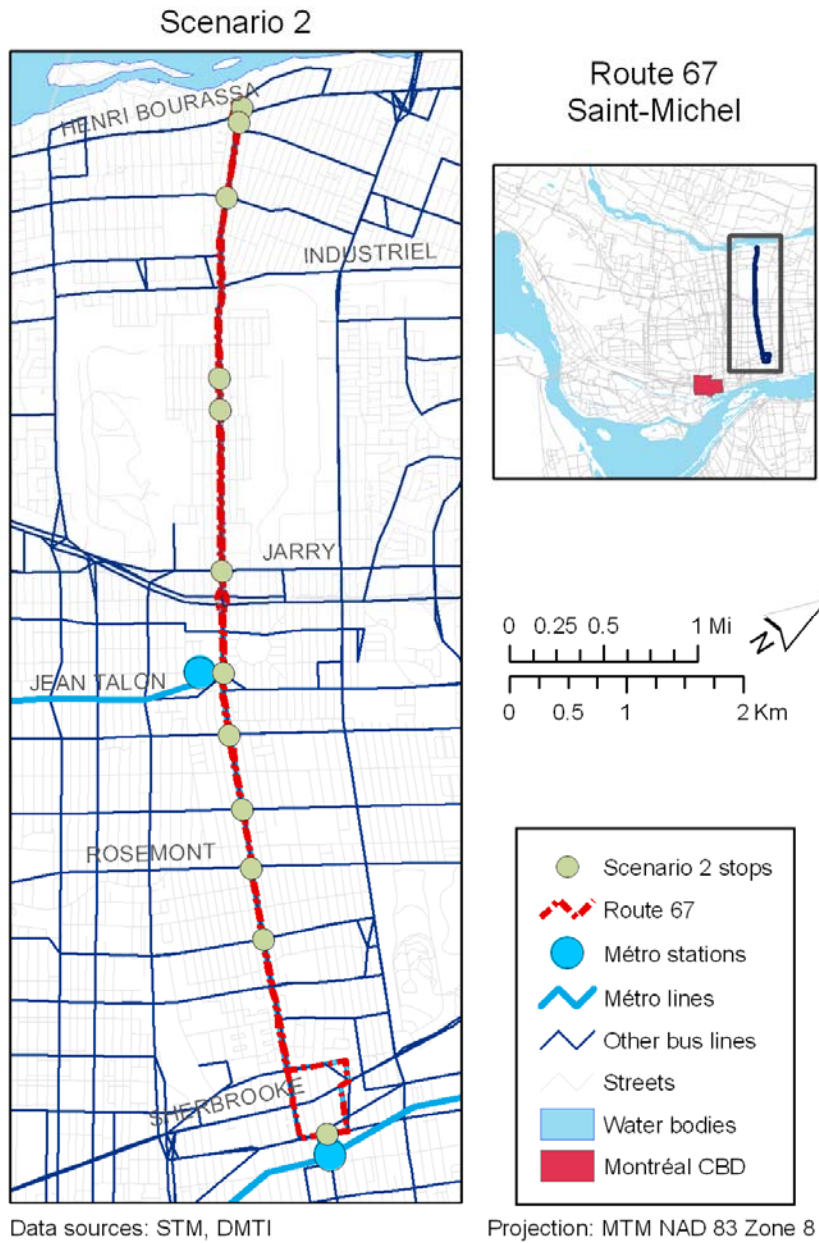 Scenario 2
HENRI BOURASSA
INDUSTRIEL
JARRY
JEAN TALON
ROSEMONT
SHERBROOKE
Route 67
Saint-Michel
0 0.25 0.5 1 Mi
0 0.5 1 2 Km
N
Scenario 2 stops
Route 67
Métro stations
Métro lines
Other bus lines
Streets
Water bodies
Montréal CBD
Data sources: STM, DMTI
Projection: MTM NAD 83 Zone 8